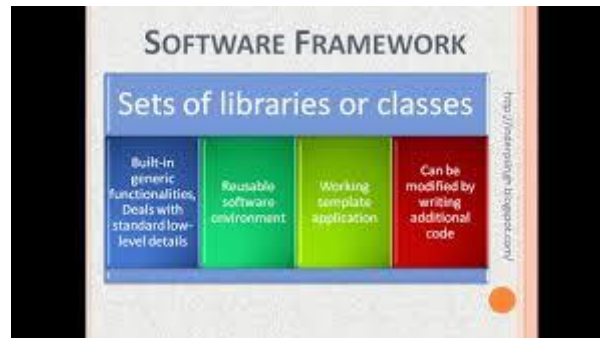 SOFTWARE FRAMEWORK
Sets of libraries or classes
Built-in
generic
functionalities,
Deals with
standard low-
level details
Reusable
software
environment
Working
template
application
Can be
modified by
writing
additional
code